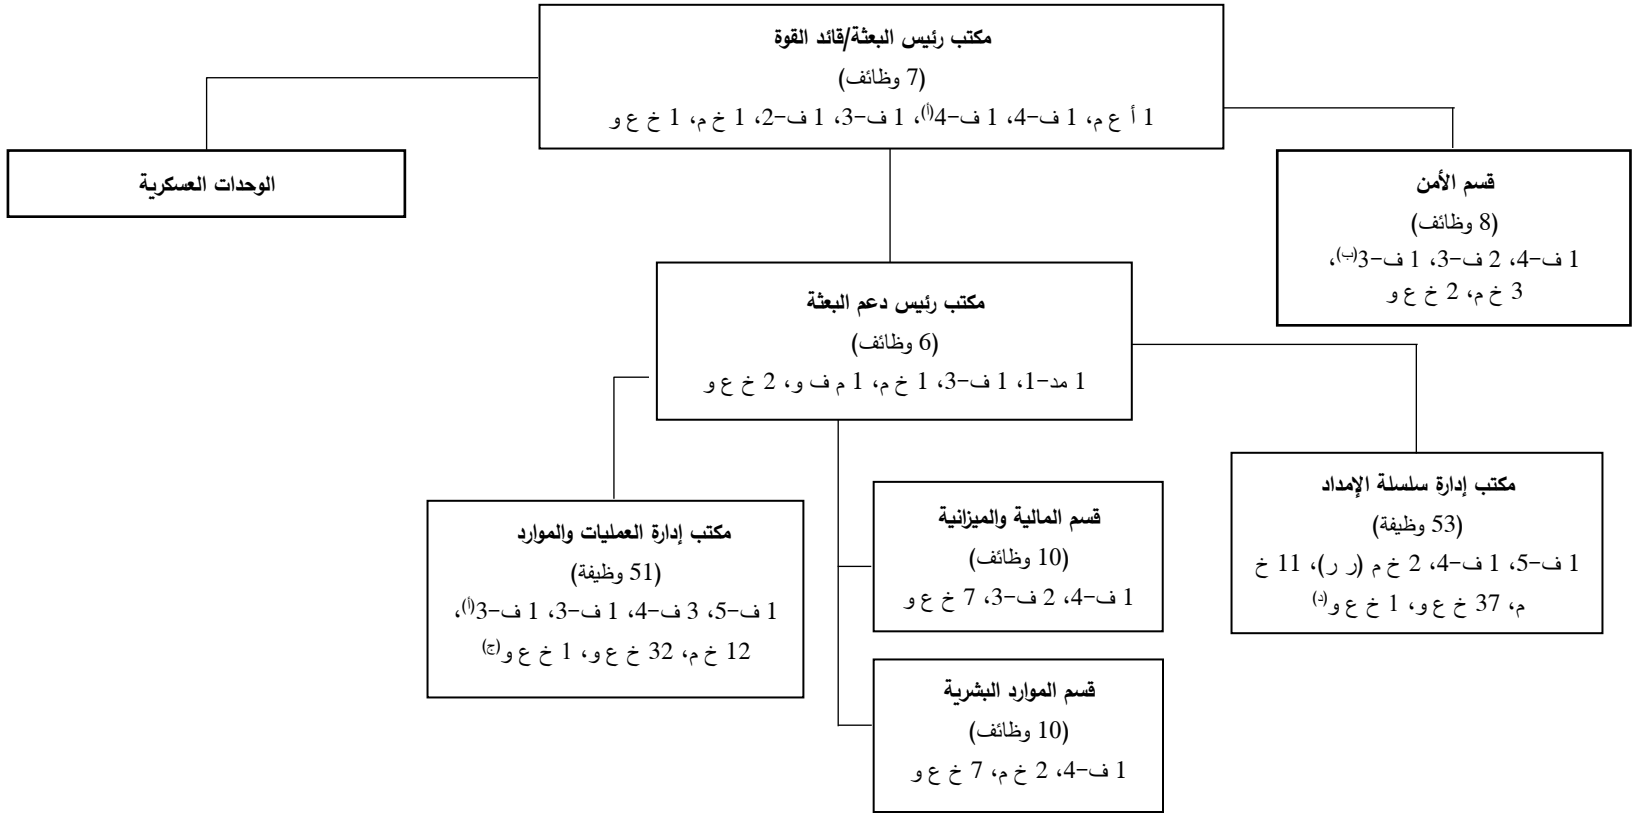 مكتب رئيس البعثة/قائد القوة
(7 وظائف)
1 أ ع م، 1 ف-4، 1 ف-4(أ)، 1 ف-3، 1 ف-2، 1 خ م، 1 خ ع و
الوحدات العسكرية
قسم الأمن
(8 وظائف)
1 ف-4، 2 ف-3، 1 ف-3(ب)،
3 خ م، 2 خ ع و
مكتب رئيس دعم البعثة
(6 وظائف)
1 مد-1، 1 ف-3، 1 خ م، 1 م ف و، 2 خ ع و
مكتب إدارة سلسلة الإمداد
(53 وظيفة)
1 ف-5، 1 ف-4، 2 خ م (ر ر)، 11 خ
م، 37 خ ع و، 1 خ ع و(د)
قسم المالية والميزانية
(10 وظائف)
1 ف-4، 2 ف-3، 7 خ ع و
مكتب إدارة العمليات والموارد
(51 وظيفة)
1 ف-5، 3 ف-4، 1 ف-3، 1 ف-3(أ)،
12 خ م، 32 خ ع و، 1 خ ع و(ج)
قسم الموارد البشرية
(10 وظائف)
1 ف-4، 2 خ م، 7 خ ع و